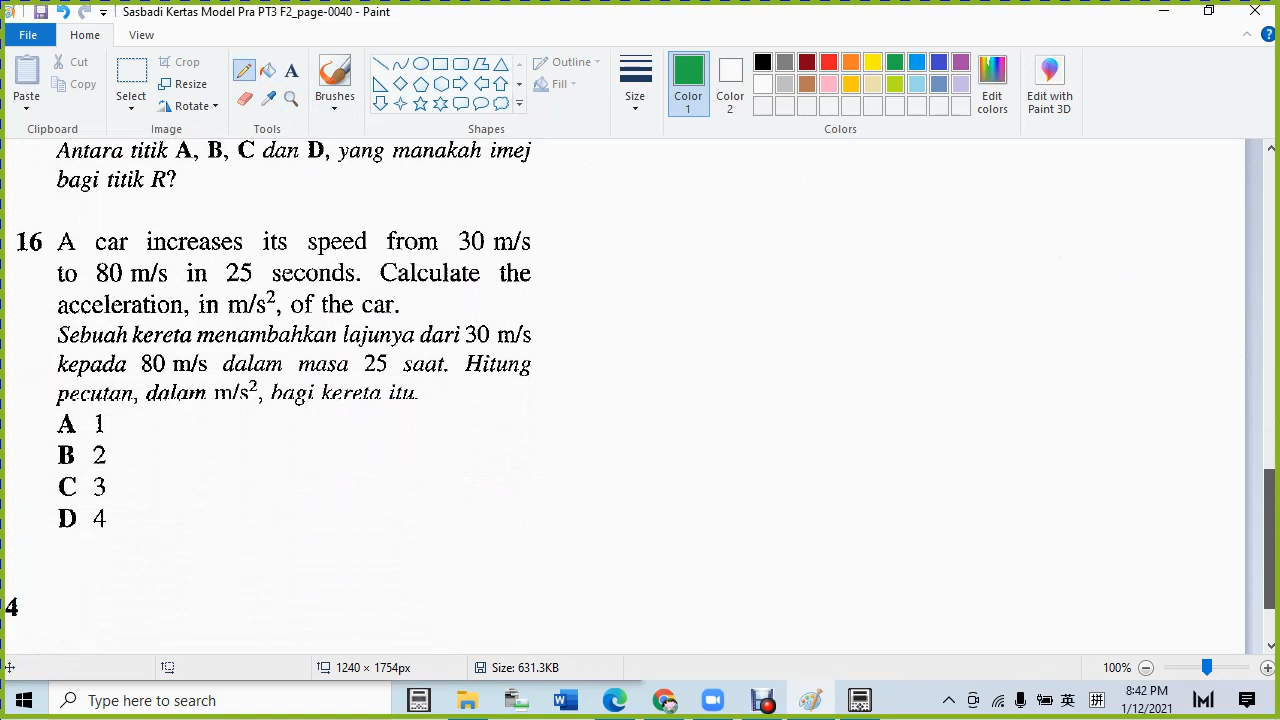 Sasbadi Kertas Model Pra PT3 F2_page-0040 - Paint
File Home View
Paste
Cut
Copy
Clipboard
Select
Crop
Resize
Rotate
Image
A
Tools
Brushes
Shapes
Outline
Fill
Size
Color 1
Color 2
Colors
Edit colors
Edit with Paint 3D
Antara titik A, B, C dan D, yang manakah imej
bagi titik R?
16 A car increases its speed from 30 m/s
to 80 m/s in 25 seconds. Calculate the
acceleration, in m/s², of the car.
Sebuah kereta menambahkan lajunya dari 30 m/s
kepada 80 m/s dalam masa 25 saat. Hitung
pecutan, dalam m/s², bagi kereta itu.
A 1
B 2
C 3
D 4
4
1240 × 1754px
Size: 631.3KB
100%
Type here to search
W
英
拼
8:42 PM
1/12/2021